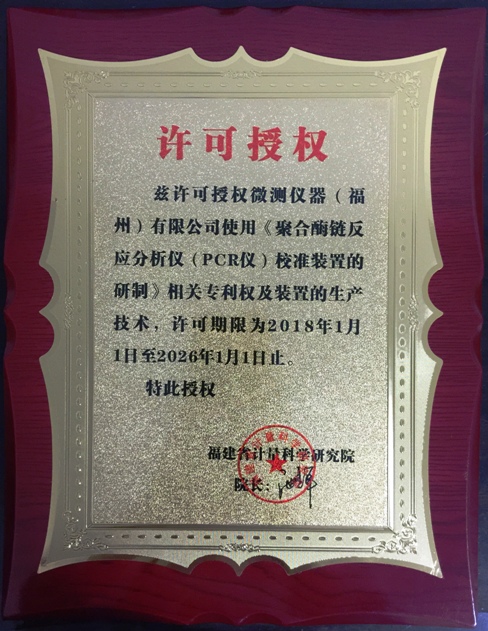 许可授权
兹许可授权微测仪器（福
州）有限公司使用《聚合酶链反
应分析仪（PCR仪）校准装置的
研制》相关专利权及装置的生产
技术，许可期限为2018年1月
1日至2026年1月1日止。
特此授权
福建省计量科学研究院
院长：